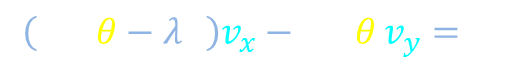 ( θ − λ )vₓ − θ v_y =